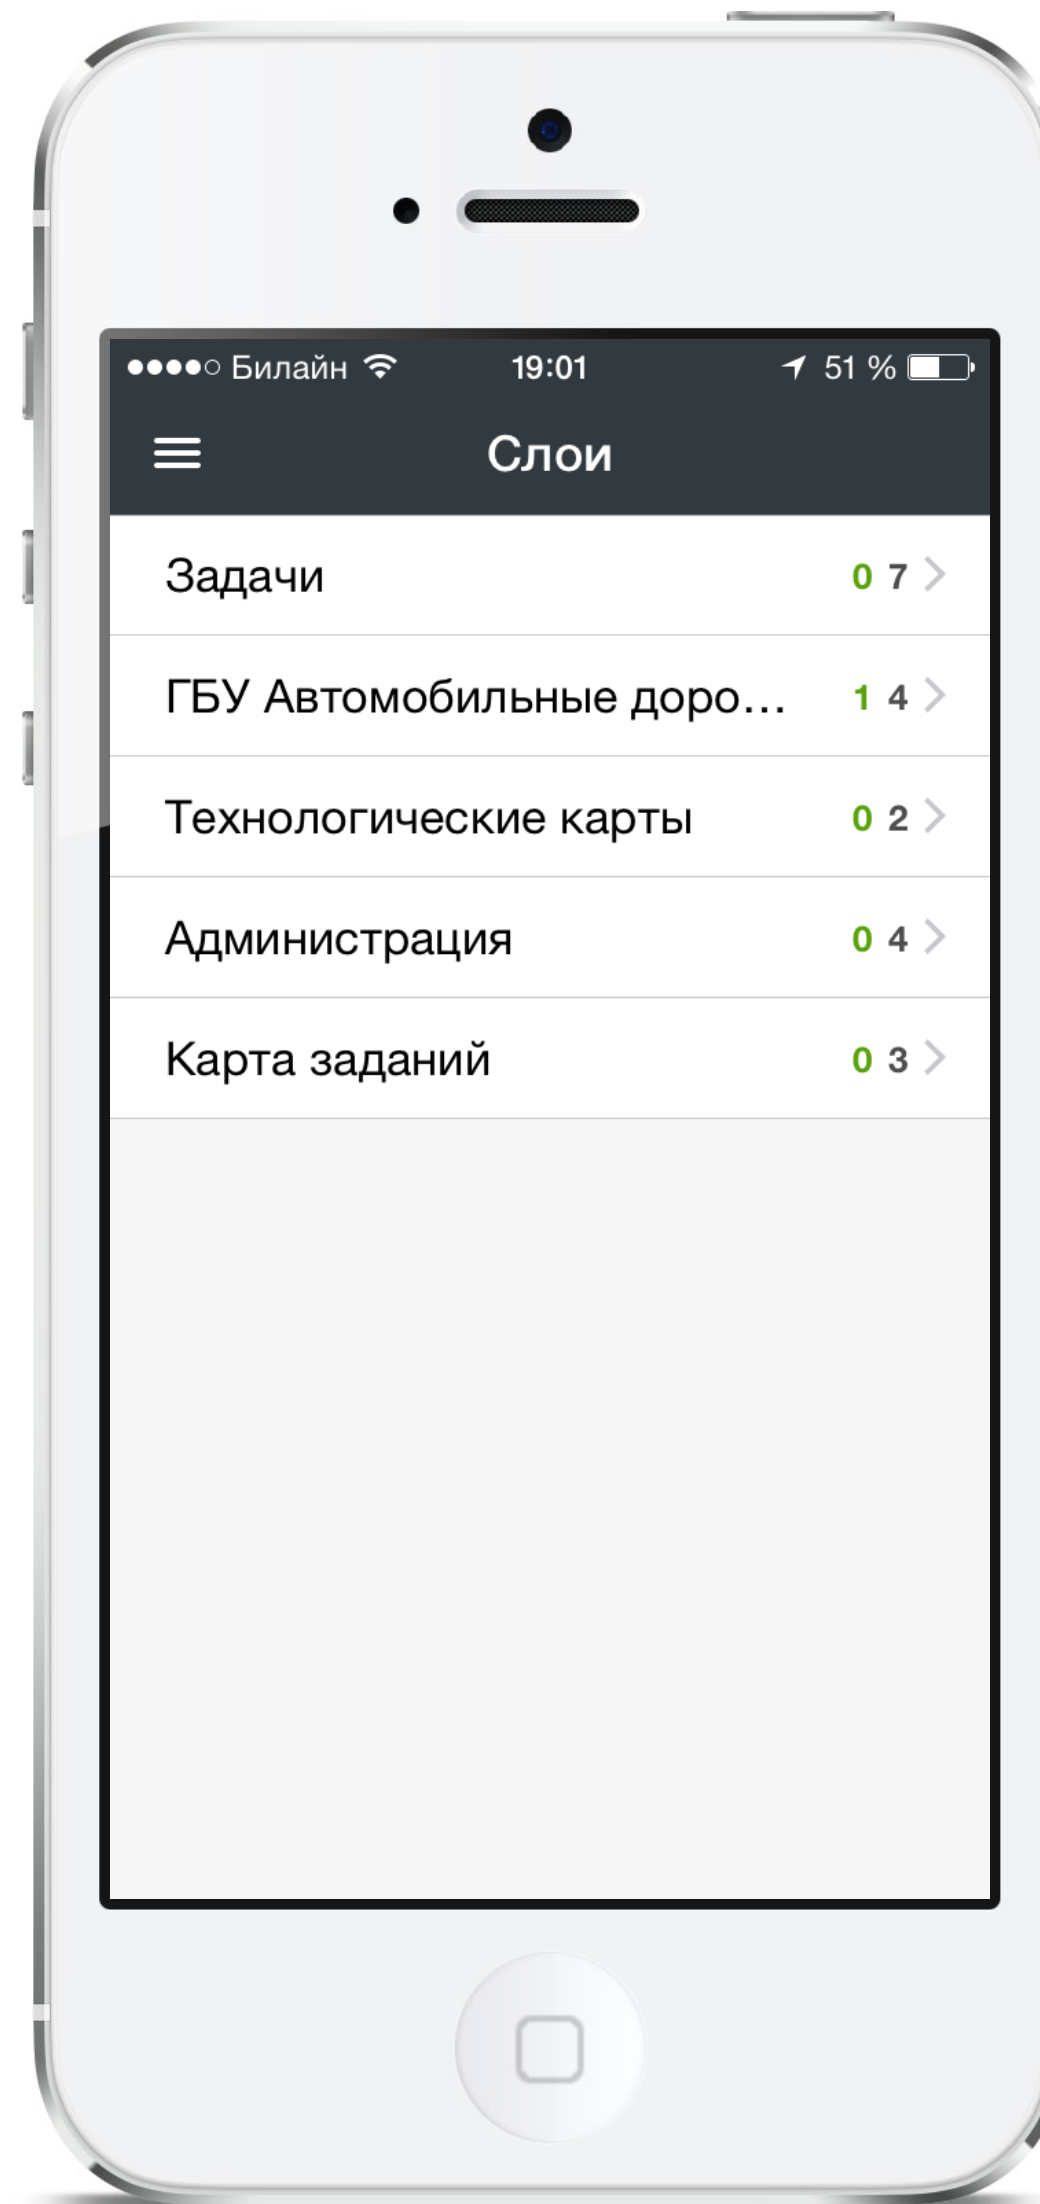 Билайн 19:01 51 %
Слои
Задачи 0 7
ГБУ Автомобильные доро... 1 4
Технологические карты 0 2
Администрация 0 4
Карта заданий 0 3